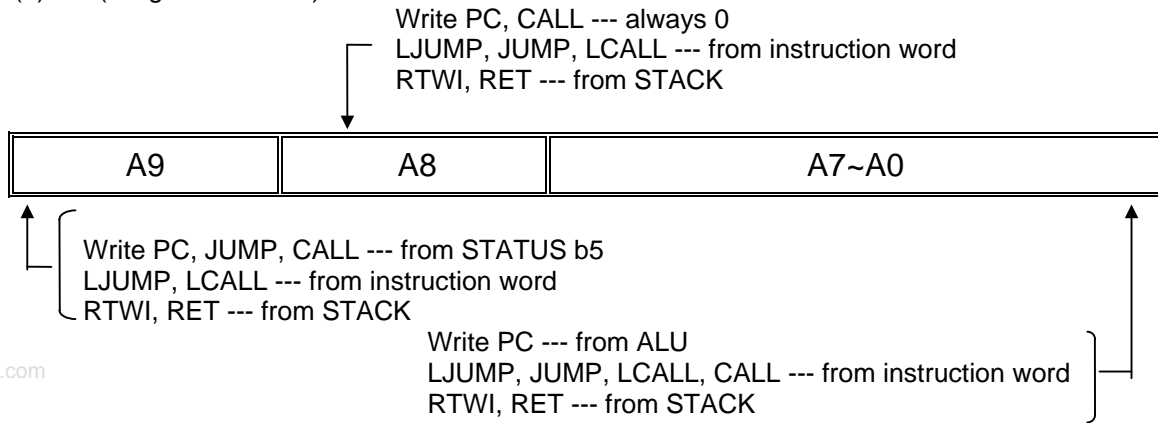 Write PC, CALL --- always 0
LJUMP, JUMP, LCALL --- from instruction word
RTWI, RET --- from STACK
A9 A8 A7~A0
Write PC, JUMP, CALL --- from STATUS b5
LJUMP, LCALL --- from instruction word
RTWI, RET --- from STACK
Write PC --- from ALU
.com
LJUMP, JUMP, LCALL, CALL --- from instruction word
RTWI, RET --- from STACK